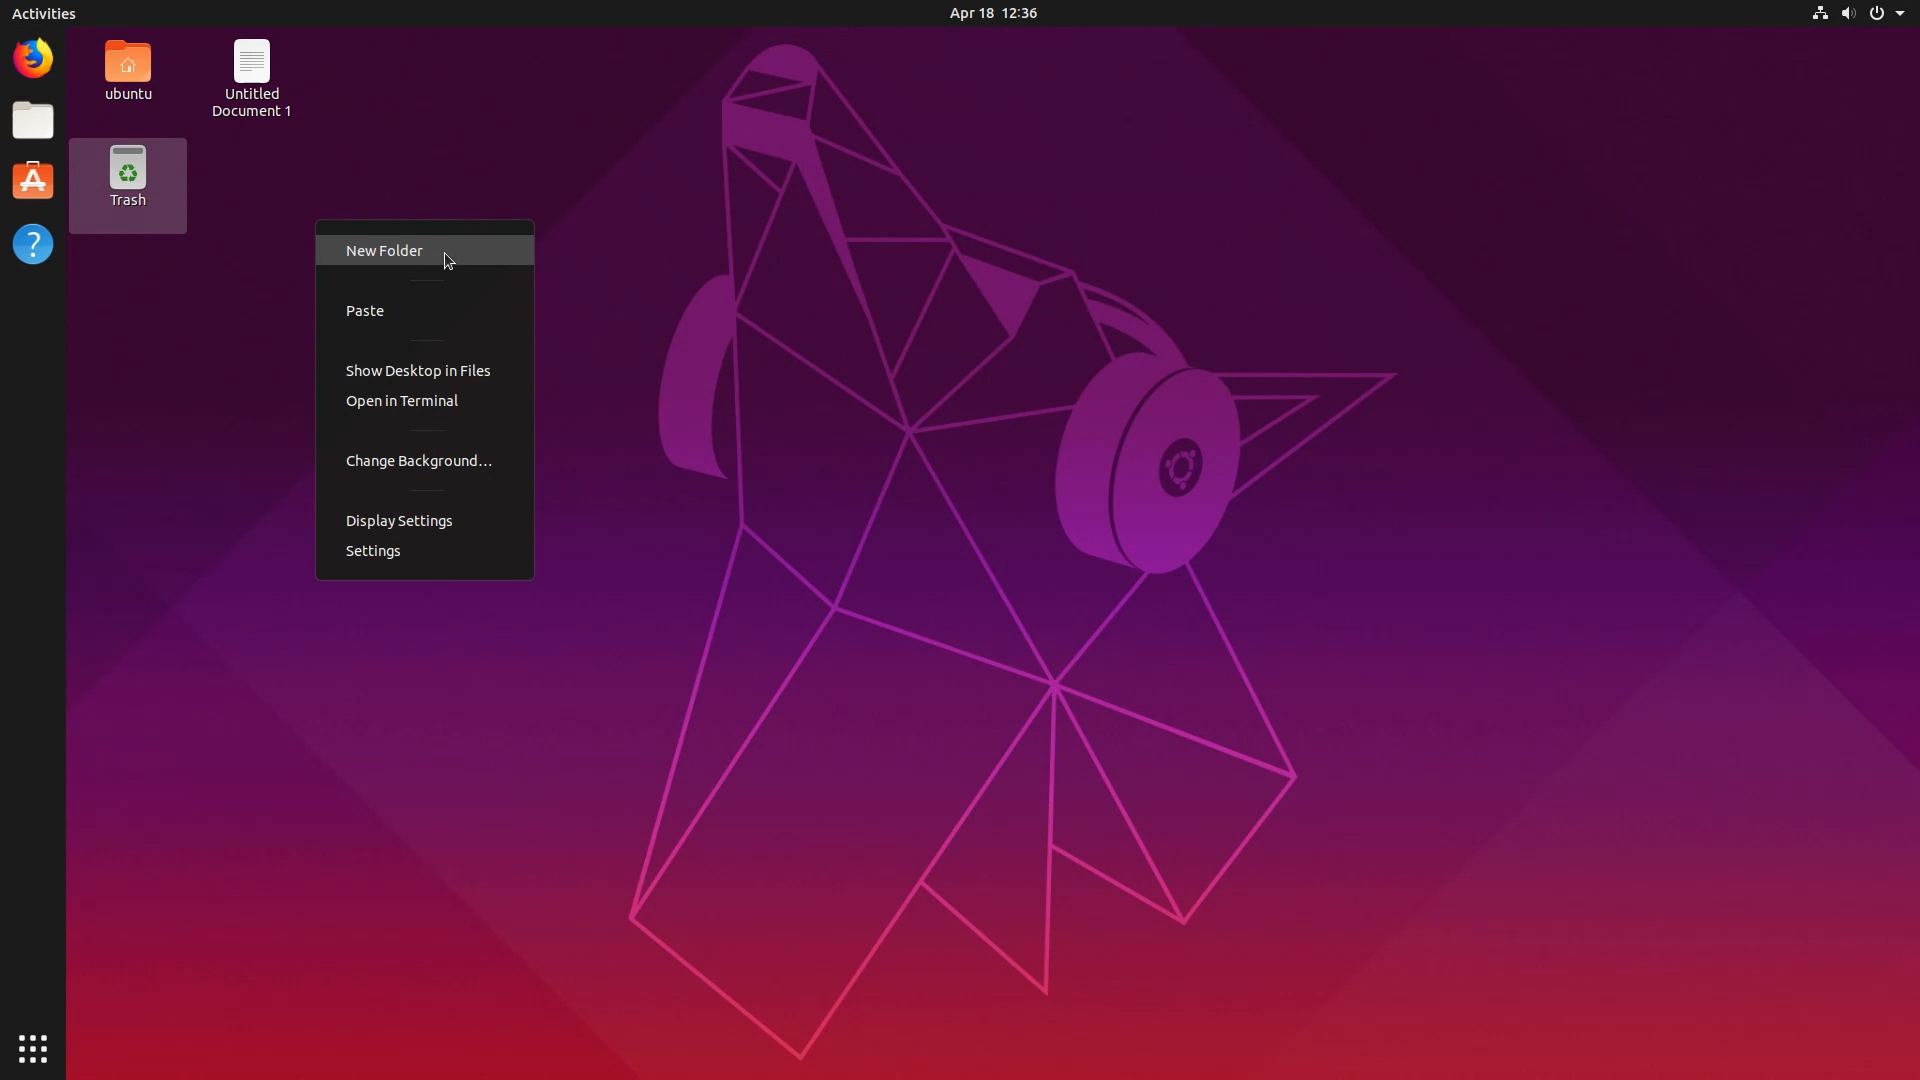 Activities
Apr 18 12:36
ubuntu
Untitled
Document 1
Trash
New Folder
Paste
Show Desktop in Files
Open in Terminal
Change Background…
Display Settings
Settings